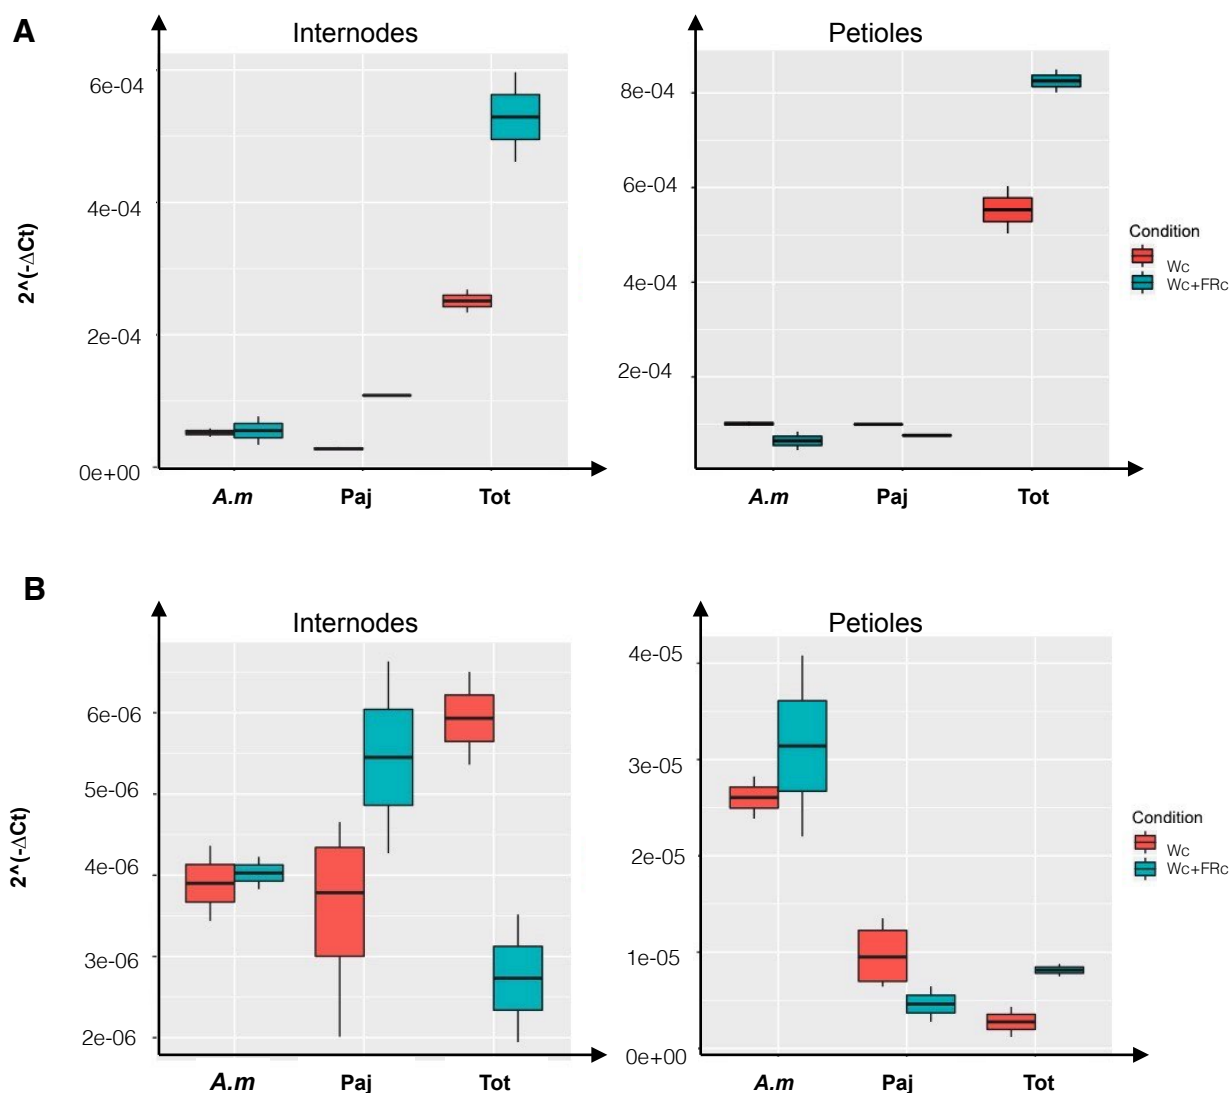 A
Internodes
6e-04
4e-04
2e-04
0e+00
2^(-ΔCt)
A.m Paj Tot
Petioles
8e-04
6e-04
4e-04
2e-04
A.m Paj Tot
Condition
Wc
Wc+FRc
B
Internodes
6e-06
5e-06
4e-06
3e-06
2e-06
2^(-ΔCt)
A.m Paj Tot
Petioles
4e-05
3e-05
2e-05
1e-05
0e+00
A.m Paj Tot
Condition
Wc
Wc+FRc